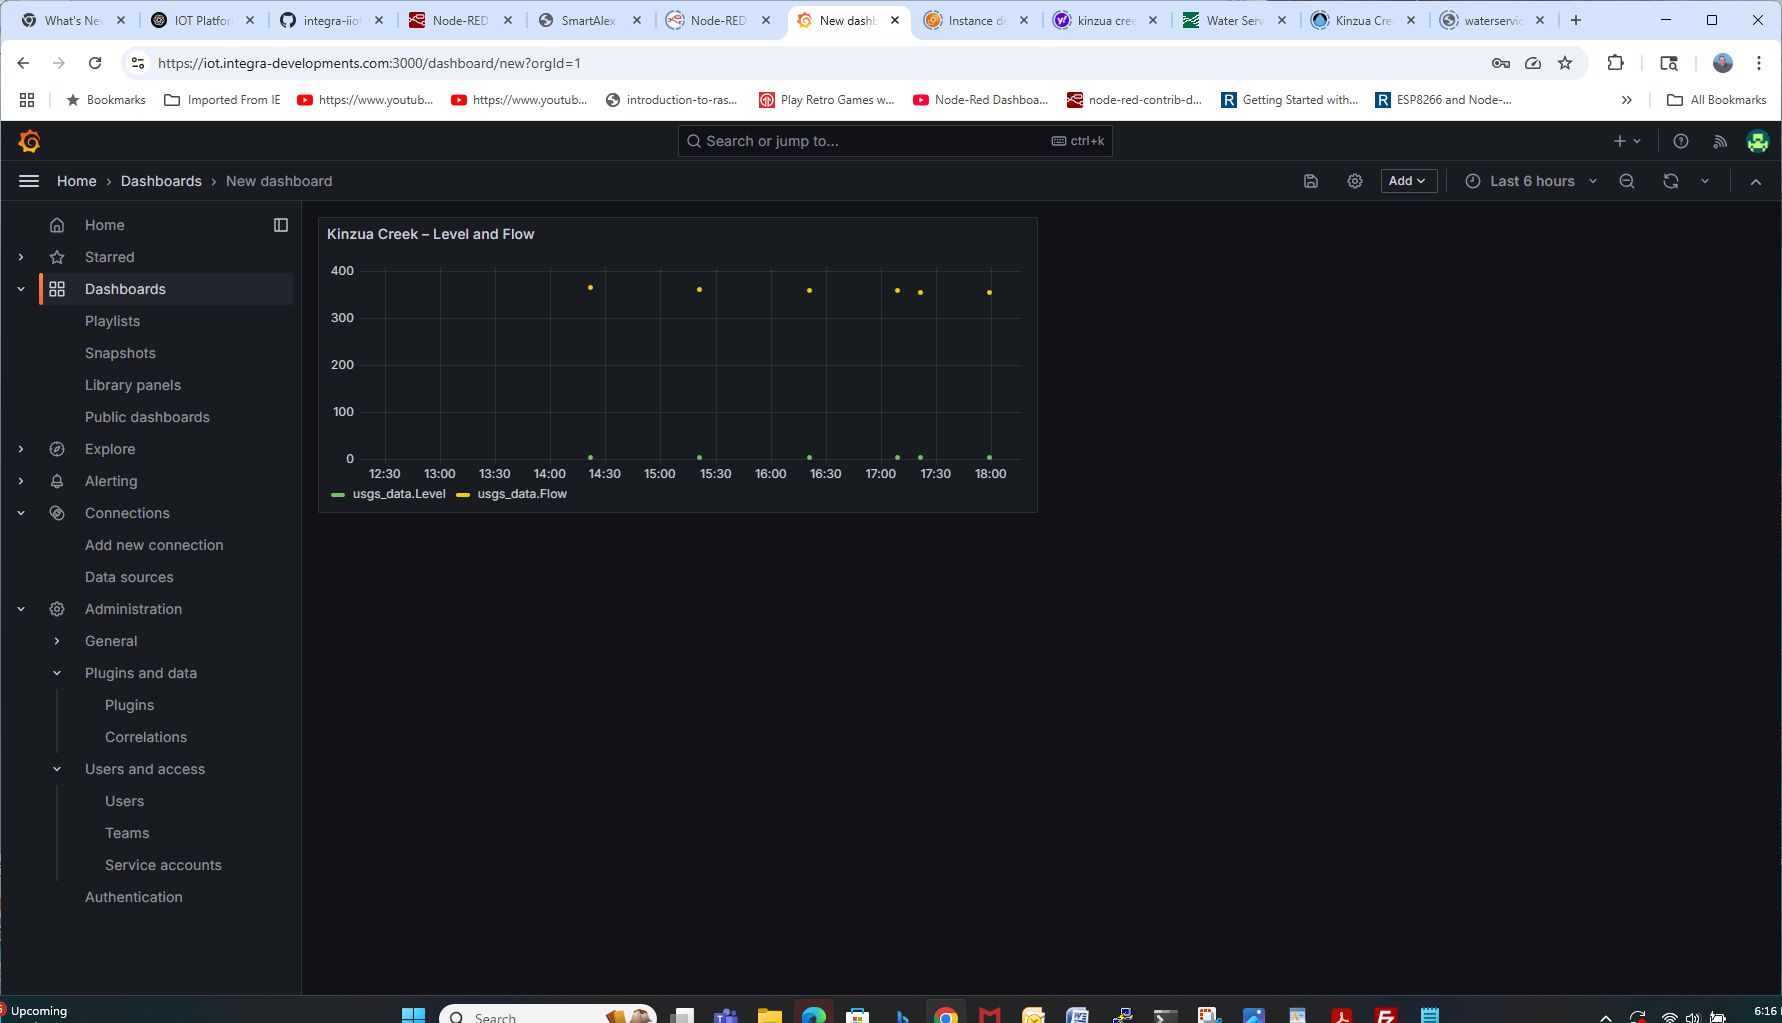 What's Nev
IOT Platfor
integra-iiot
Node-RED
SmartAlex
Node-RED
New dashb
Instance de
kinzua cree
Water Serv
Kinzua Cre
waterservic
https://iot.integra-developments.com:3000/dashboard/new?orgId=1
Bookmarks
Imported From IE
https://www.youtub...
https://www.youtub...
introduction-to-ras...
Play Retro Games w...
Node-Red Dashboa...
node-red-contrib-d...
Getting Started with...
ESP8266 and Node-...
All Bookmarks
Search or jump to...
ctrl+k
Home › Dashboards › New dashboard
Add
Last 6 hours
Home
Starred
Dashboards
Playlists
Snapshots
Library panels
Public dashboards
Explore
Alerting
Connections
Add new connection
Data sources
Administration
General
Plugins and data
Plugins
Correlations
Users and access
Users
Teams
Service accounts
Authentication
Kinzua Creek – Level and Flow
400
300
200
100
0
12:30 13:00 13:30 14:00 14:30 15:00 15:30 16:00 16:30 17:00 17:30 18:00
usgs_data.Level usgs_data.Flow
Upcoming
Search
6:16